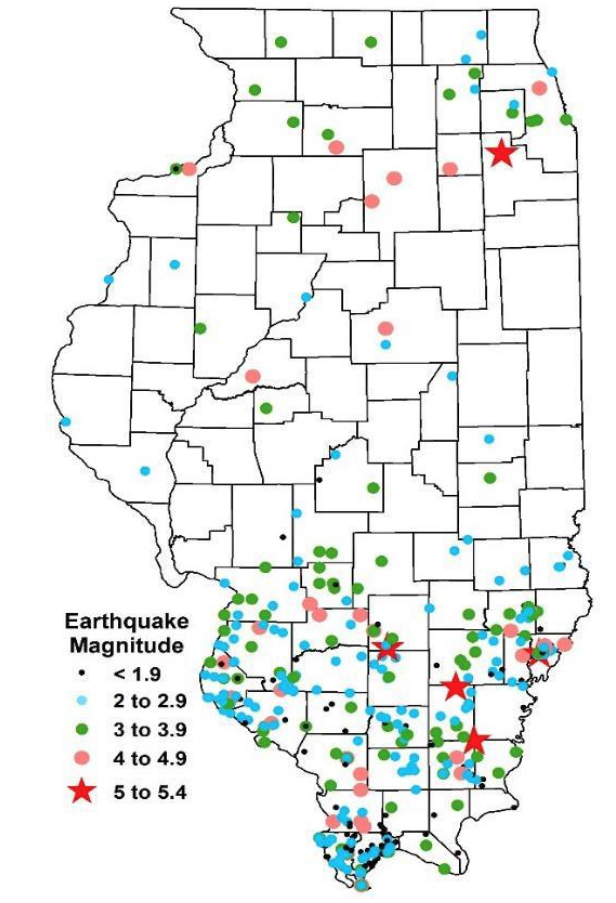 Earthquake
Magnitude
< 1.9
2 to 2.9
3 to 3.9
4 to 4.9
5 to 5.4